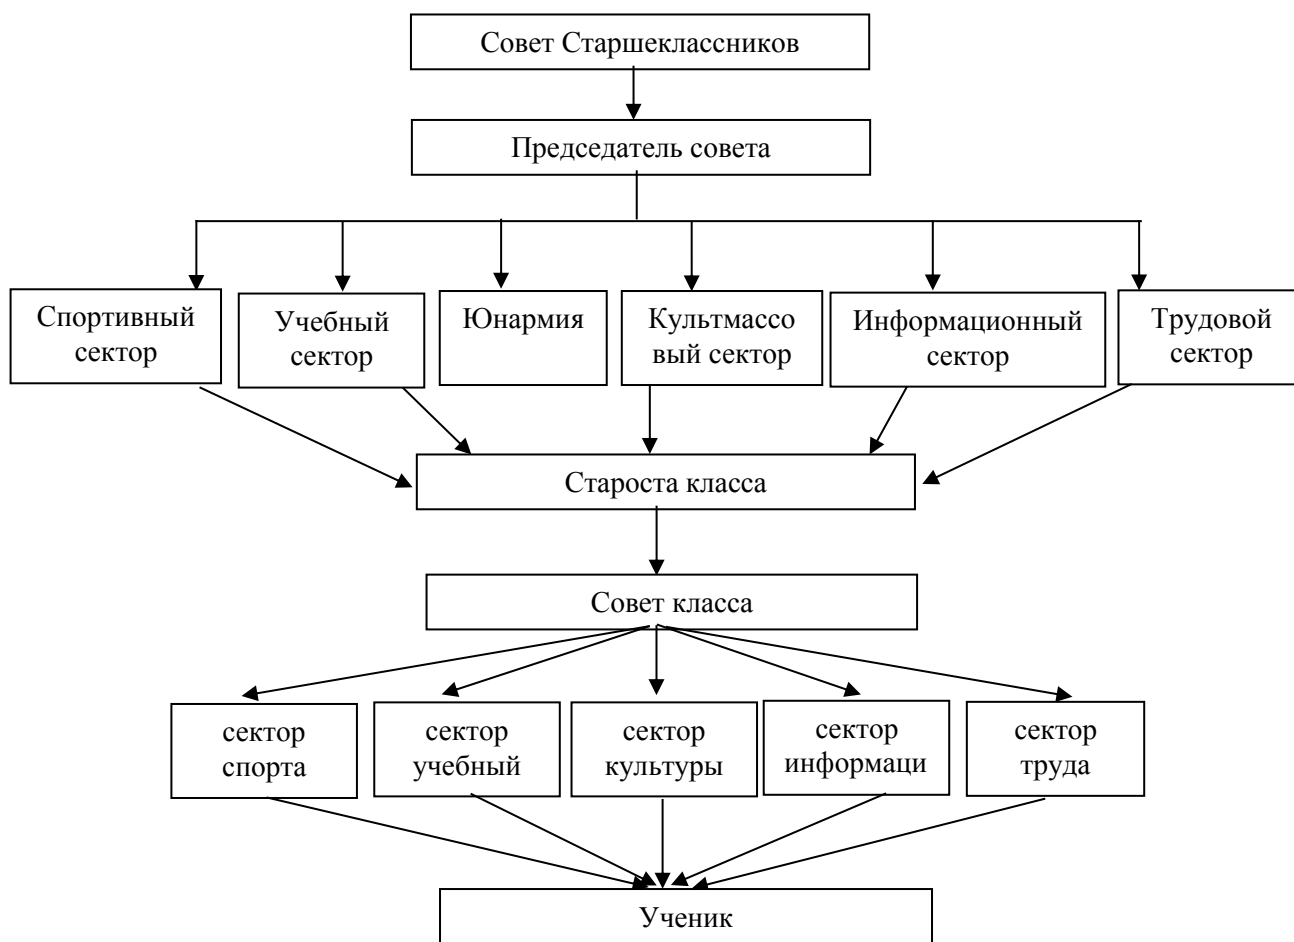 Совет Старшеклассников
Председатель совета
Спортивный
сектор
Учебный
сектор
Юнармия
Культмассо
вый сектор
Информационный
сектор
Трудовой
сектор
Староста класса
Совет класса
сектор
спорта
сектор
учебный
сектор
культуры
сектор
информаци
сектор
труда
Ученик